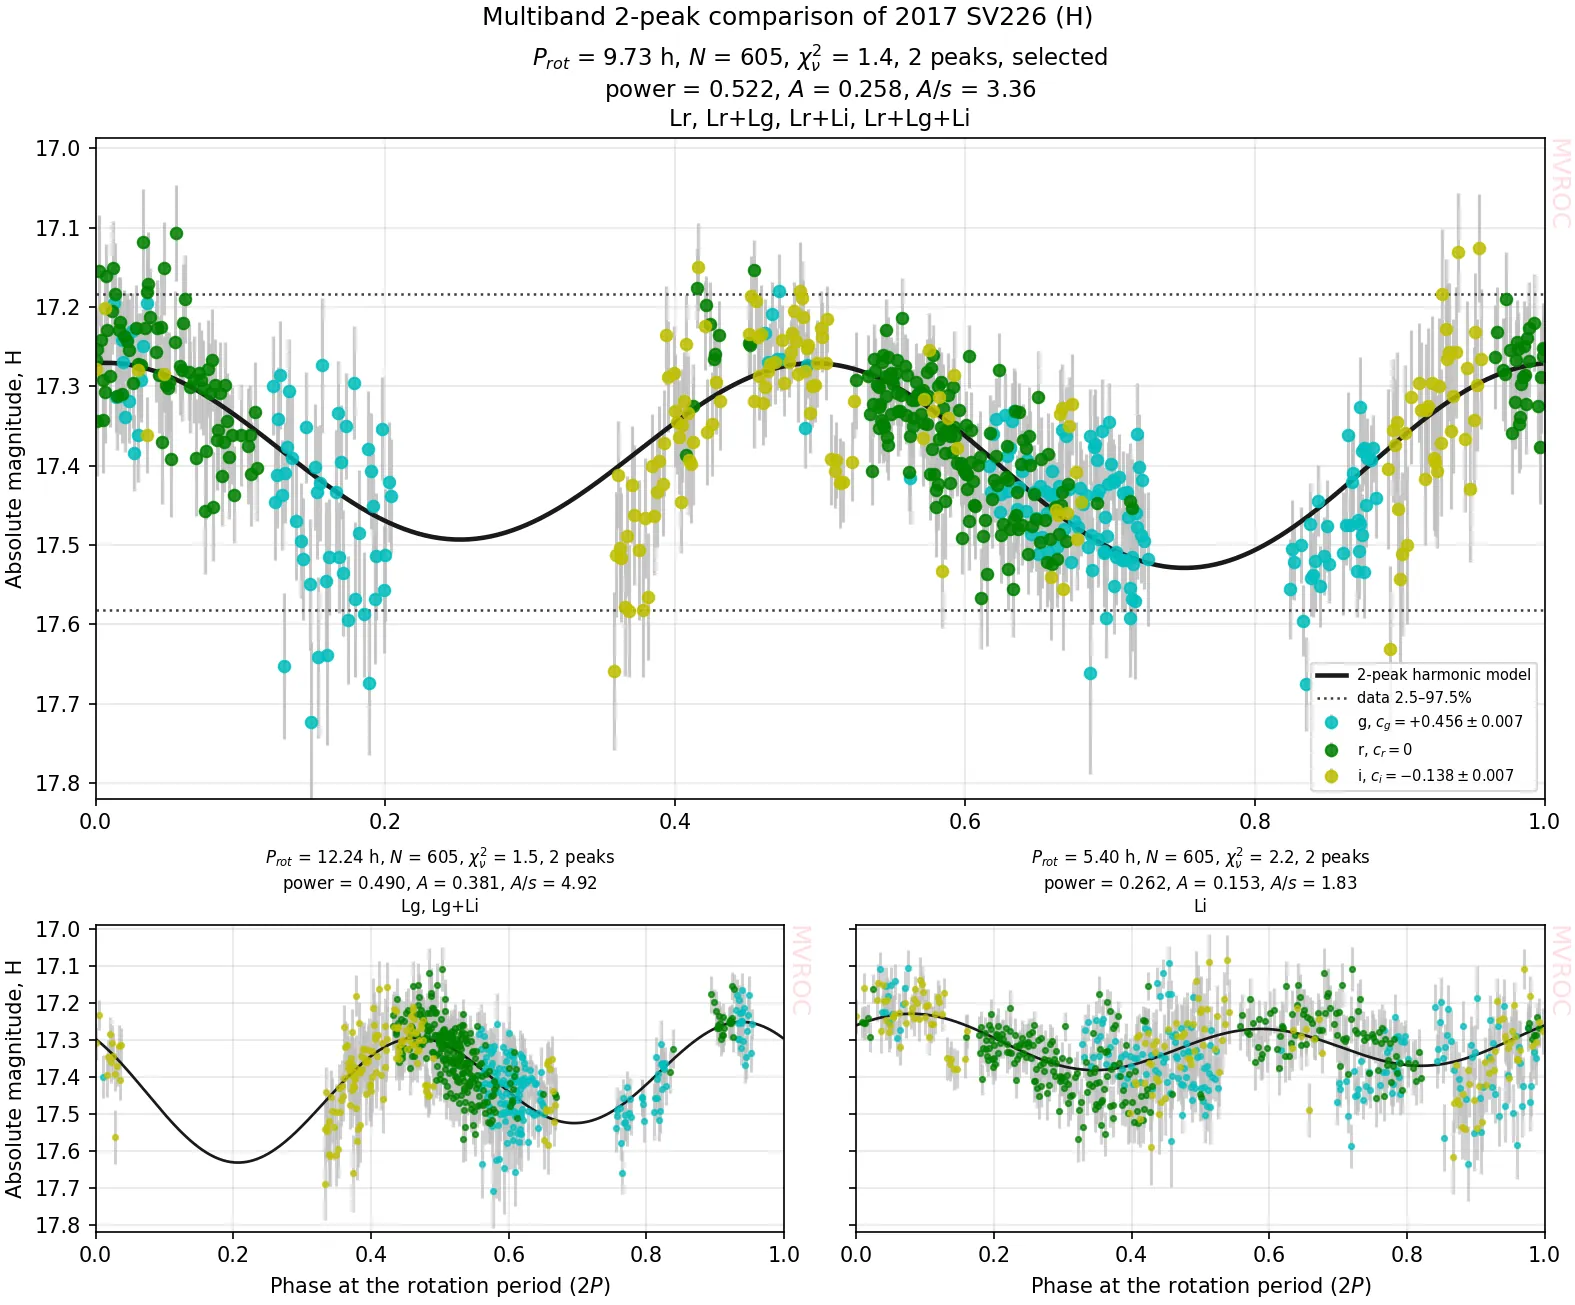 Multiband 2-peak comparison of 2017 SV226 (H)
P_rot = 9.73 h, N = 605, χ²_ν = 1.4, 2 peaks, selected
power = 0.522, A = 0.258, A/s = 3.36
Lr, Lr+Lg, Lr+Li, Lr+Lg+Li
Absolute magnitude, H
17.0
17.1
17.2
17.3
17.4
17.5
17.6
17.7
17.8
0.0 0.2 0.4 0.6 0.8 1.0
MVROC
2-peak harmonic model
data 2.5–97.5%
g, c_g = +0.456 ± 0.007
r, c_r = 0
i, c_i = −0.138 ± 0.007
P_rot = 12.24 h, N = 605, χ²_ν = 1.5, 2 peaks
power = 0.490, A = 0.381, A/s = 4.92
Lg, Lg+Li
Absolute magnitude, H
17.0
17.1
17.2
17.3
17.4
17.5
17.6
17.7
17.8
0.0 0.2 0.4 0.6 0.8 1.0
Phase at the rotation period (2P)
MVROC
P_rot = 5.40 h, N = 605, χ²_ν = 2.2, 2 peaks
power = 0.262, A = 0.153, A/s = 1.83
Li
0.0 0.2 0.4 0.6 0.8 1.0
Phase at the rotation period (2P)
MVROC